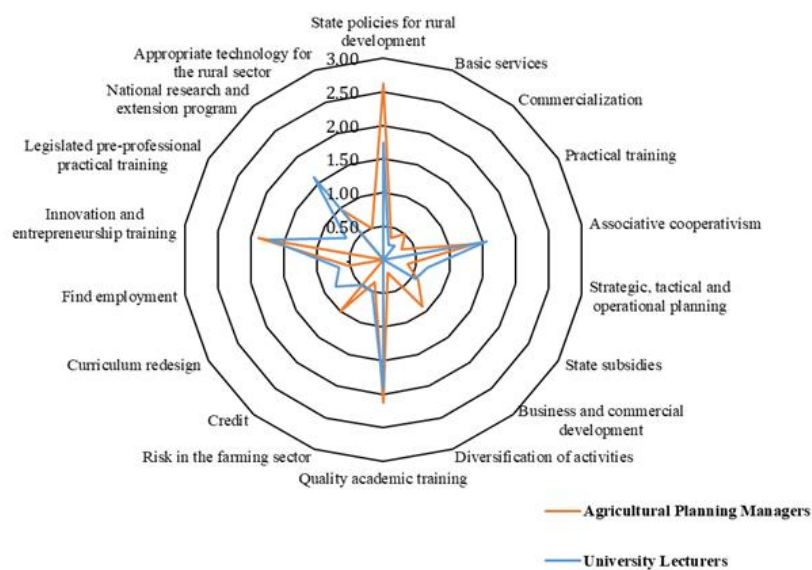 State policies for rural
development
Appropriate technology for
the rural sector
Basic services
National research and
extension program
Commercialization
Legislated pre-professional
practical training
Practical training
Innovation and
entrepreneurship training
Associative cooperativism
Find employment
Strategic, tactical and
operational planning
Curriculum redesign
State subsidies
Credit
Business and commercial
development
Risk in the farming sector
Diversification of activities
Quality academic training
3.00
2.50
2.00
1.50
1.00
0.50
-
Agricultural Planning Managers
University Lecturers